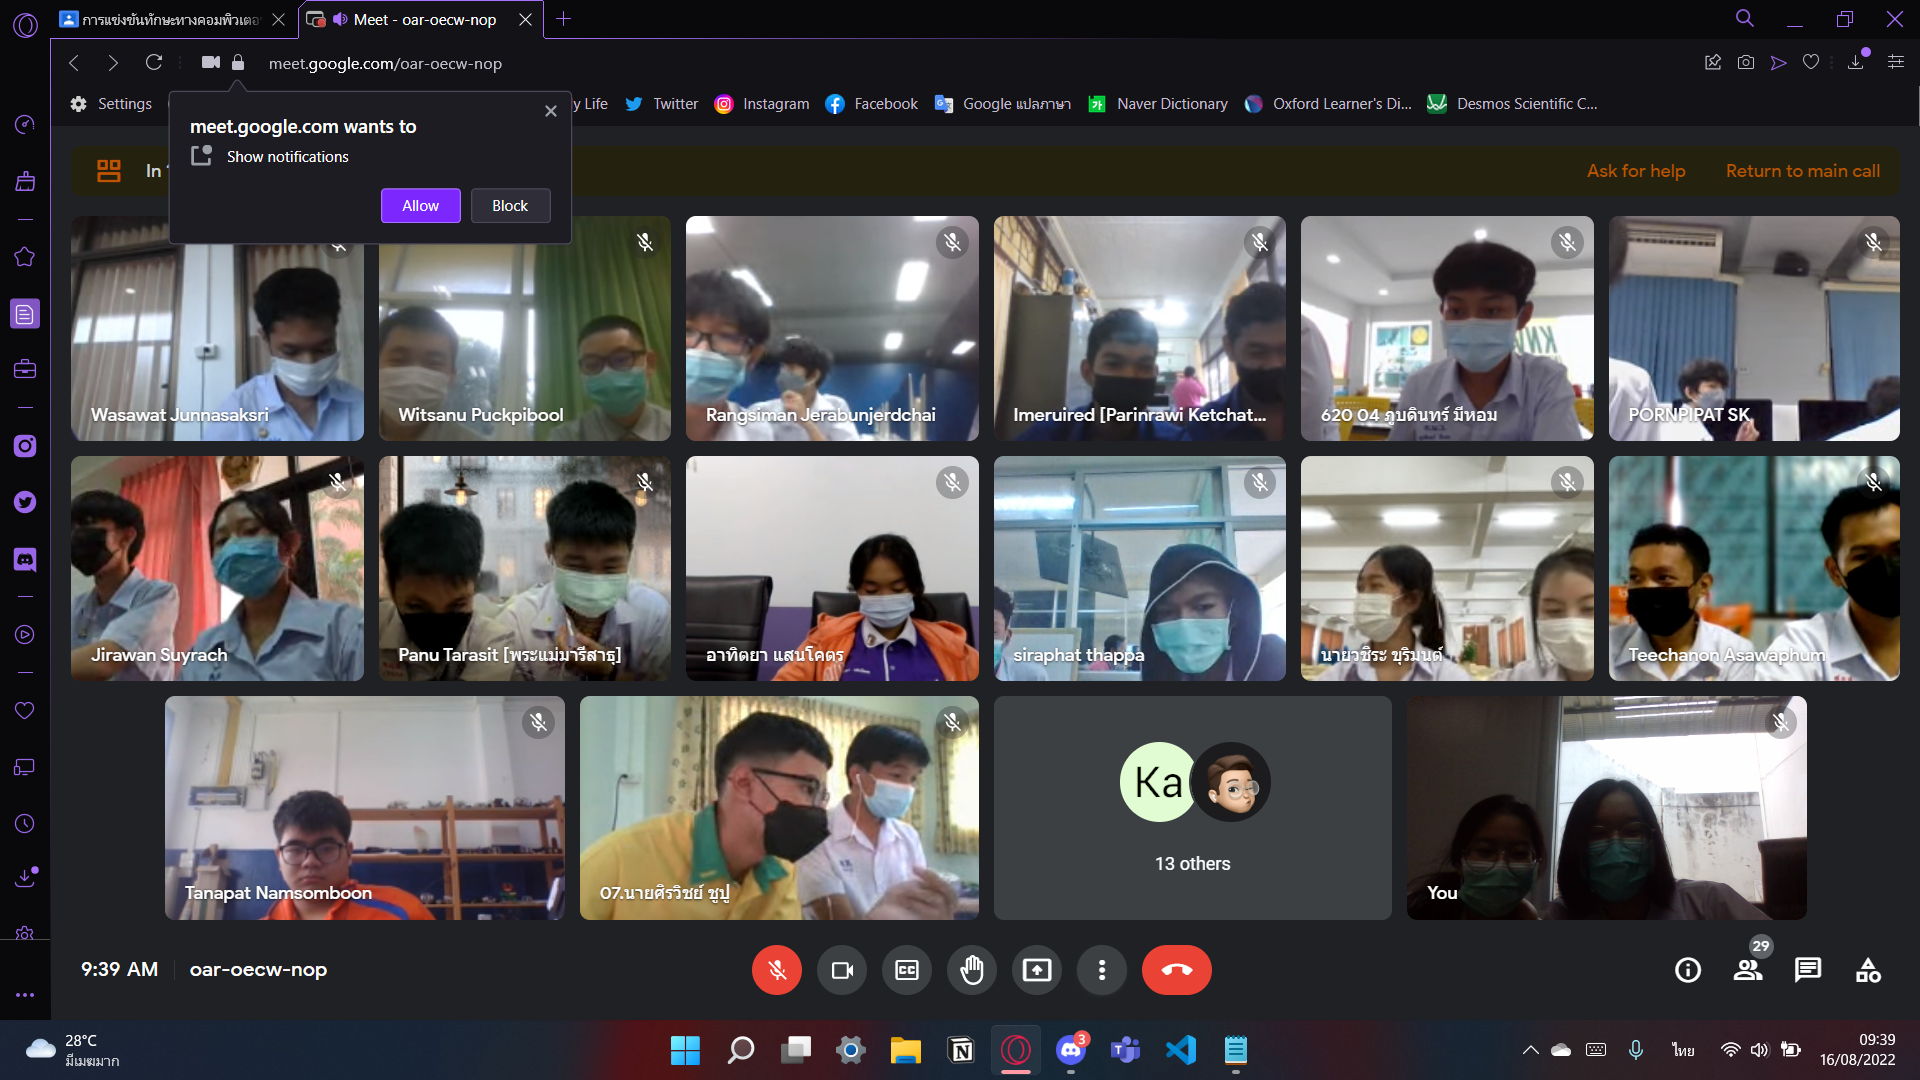 การแข่งขันทักษะทางคอมพิวเตอ
Meet - oar-oecw-nop
meet.google.com/oar-oecw-nop
Settings
y Life
Twitter
Instagram
Facebook
Google แปลภาษา
Naver Dictionary
Oxford Learner's Di...
Desmos Scientific C...
meet.google.com wants to
Show notifications
Allow
Block
In
Ask for help
Return to main call
Wasawat Junnasaksri
Witsanu Puckpibool
Rangsiman Jerabunjerdchai
Imeruired [Parinrawi Ketchat...
620 04 ภูบดินทร์ มีหอม
PORNPIPAT SK
Jirawan Suyrach
Panu Tarasit [พระแม่มารีสาธุ]
อาทิตยา แสนโคตร
siraphat thappa
นายวชิระ ขุริมนต์
Teechanon Asawaphum
Tanapat Namsomboon
07.นายศิรวิชย์ ชูปู
Ka
13 others
You
9:39 AM
oar-oecw-nop
CC
29
28°C
มีเมฆมาก
3
ไทย
09:39
16/08/2022